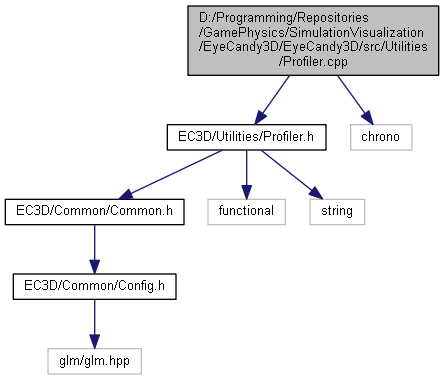 D:/Programming/Repositories
/GamePhysics/SimulationVisualization
/EyeCandy3D/EyeCandy3D/src/Utilities
/Profiler.cpp
EC3D/Utilities/Profiler.h
chrono
EC3D/Common/Common.h
functional
string
EC3D/Common/Config.h
glm/glm.hpp